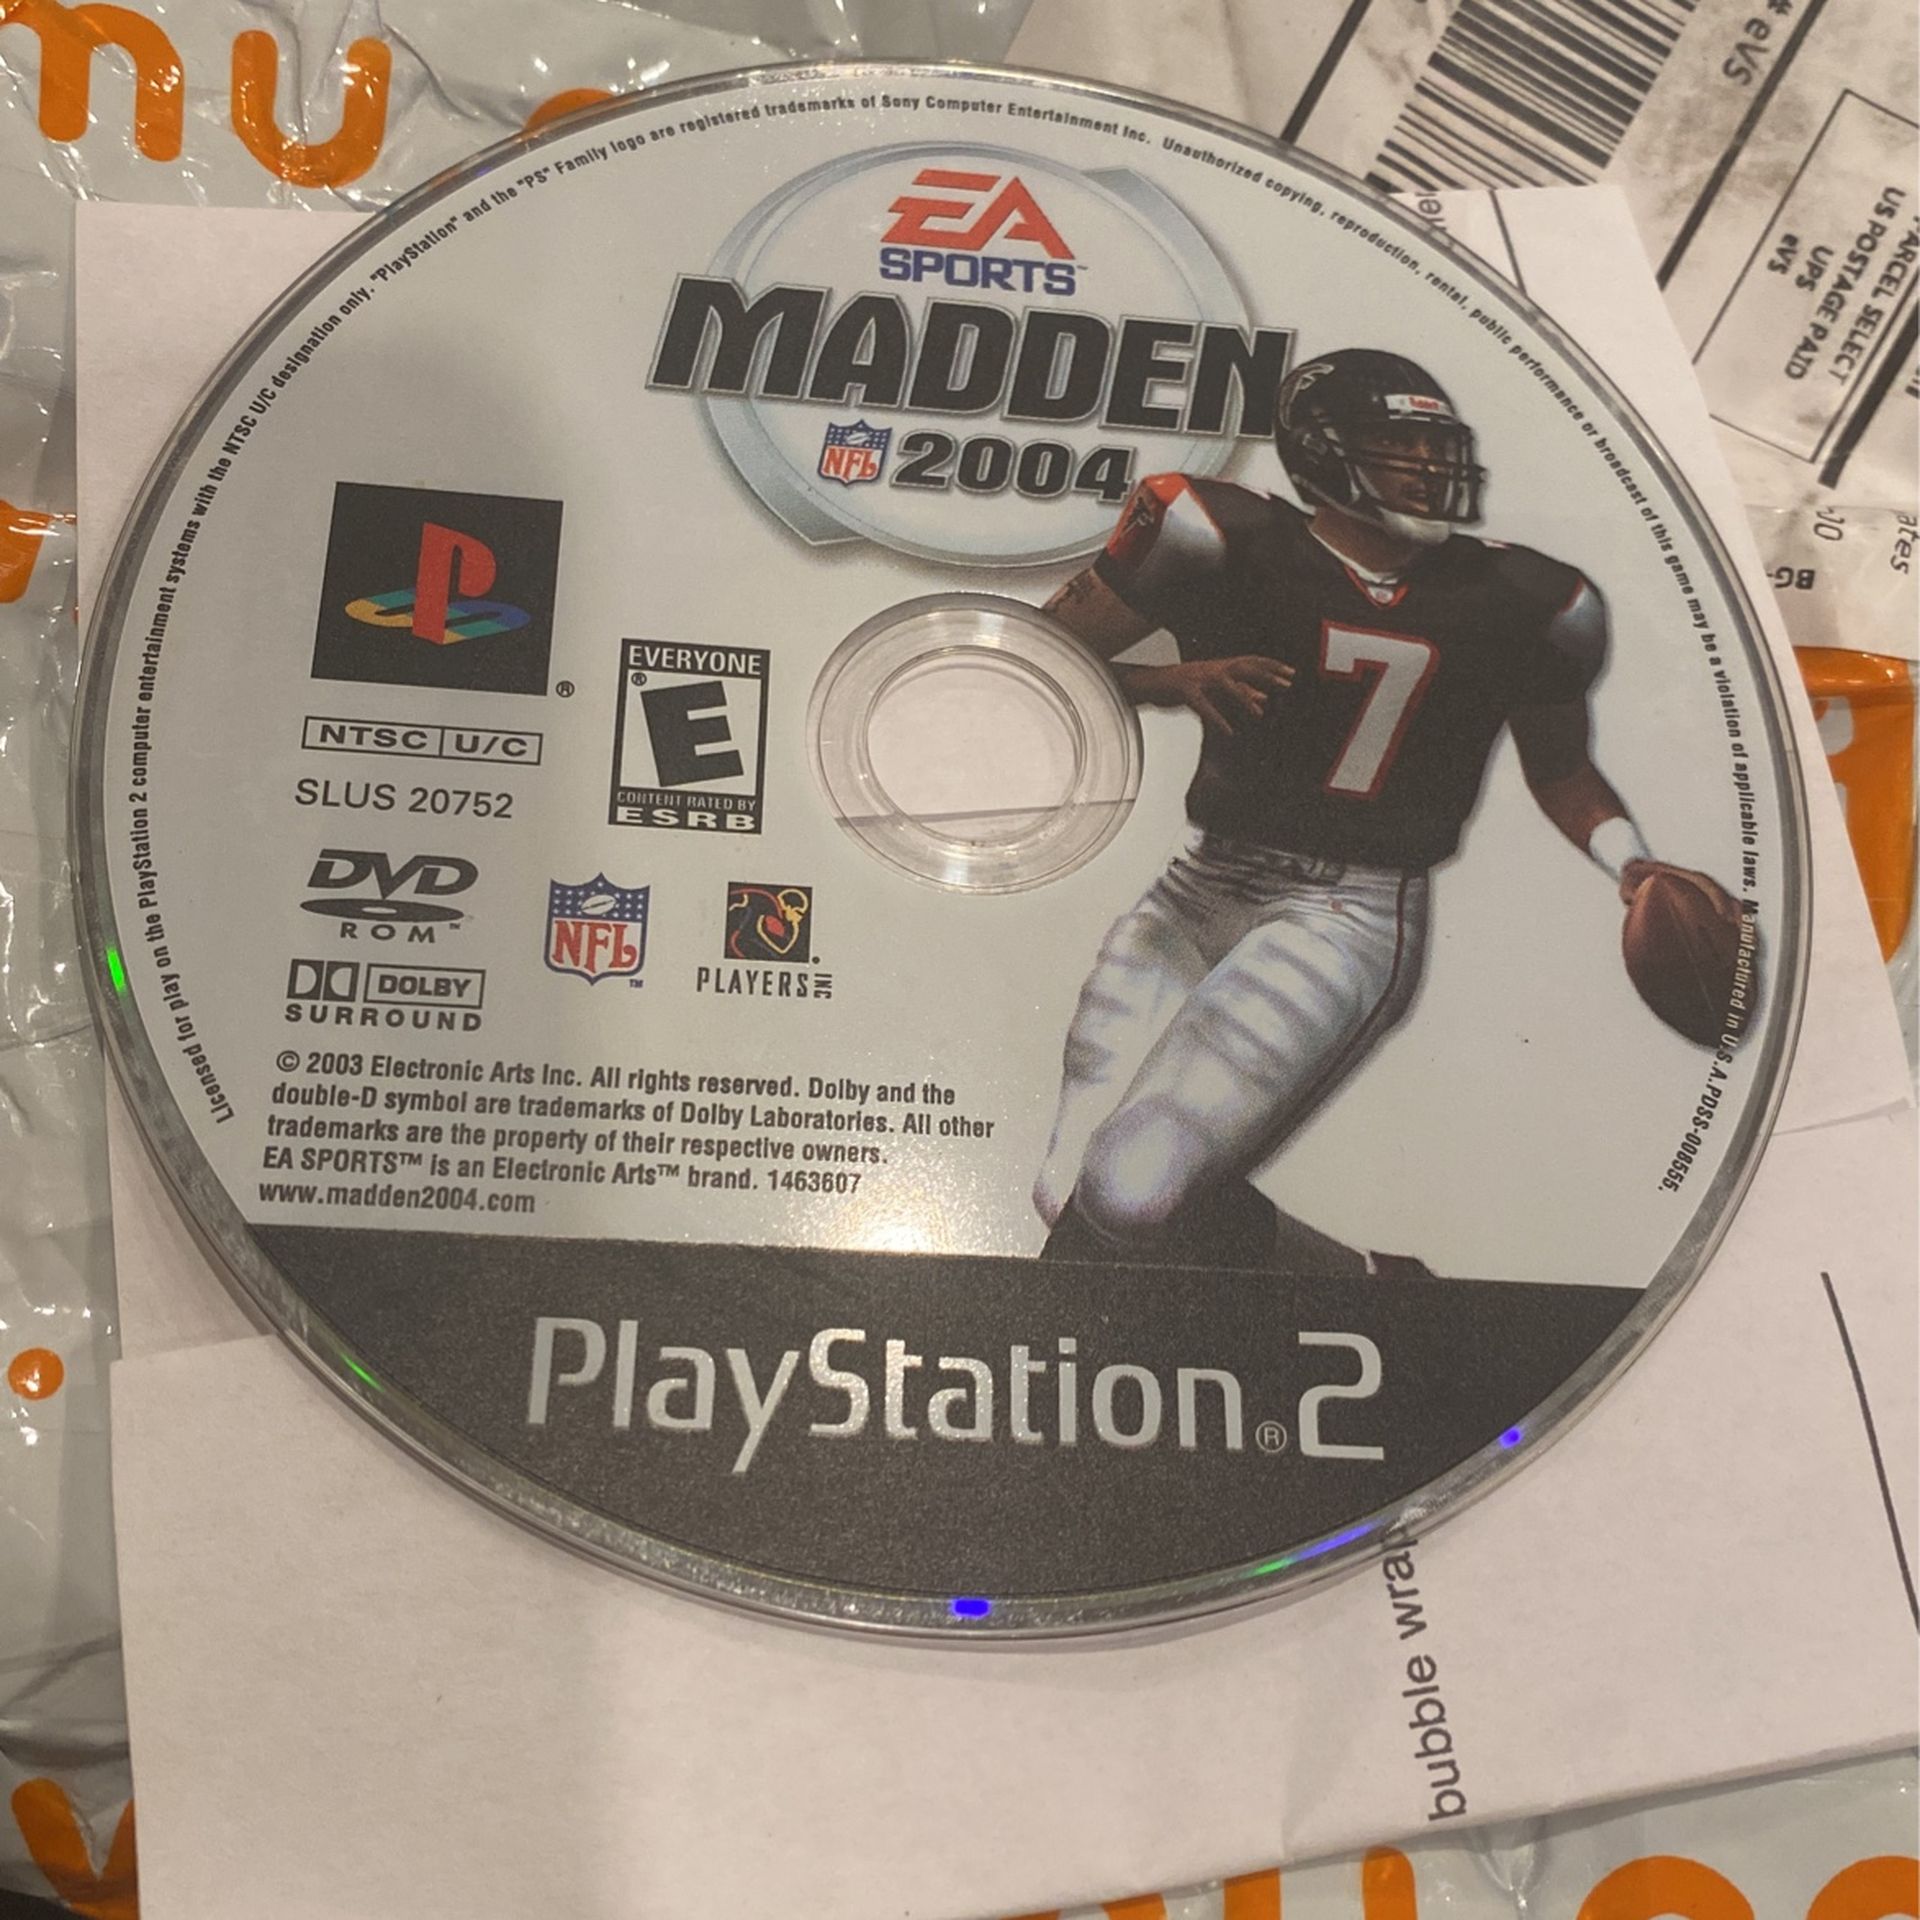 Licensed for play on the PlayStation 2 computer entertainment systems with the NTSC U/C designation only. "PlayStation" and the "PS" Family logo are registered trademarks of Sony Computer Entertainment Inc. Unauthorized copying, reproduction, rental, public performance or broadcast of this game may be a violation of applicable laws. Manufactured in U.S.A. PDSS-008555.
EA
SPORTS™
MADDEN
NFL 2004
7
®
NTSC U/C
SLUS 20752
EVERYONE
E®
CONTENT RATED BY
ESRB
DVD
ROM™
NFL™
PLAYERS INC
DOLBY
SURROUND
© 2003 Electronic Arts Inc. All rights reserved. Dolby and the
double-D symbol are trademarks of Dolby Laboratories. All other
trademarks are the property of their respective owners.
EA SPORTS™ is an Electronic Arts™ brand. 1463607
www.madden2004.com
PlayStation®2
bubble wrap
# eVS
PARCEL SELECT
US POSTAGE PAID
UPS
eVS
BG-